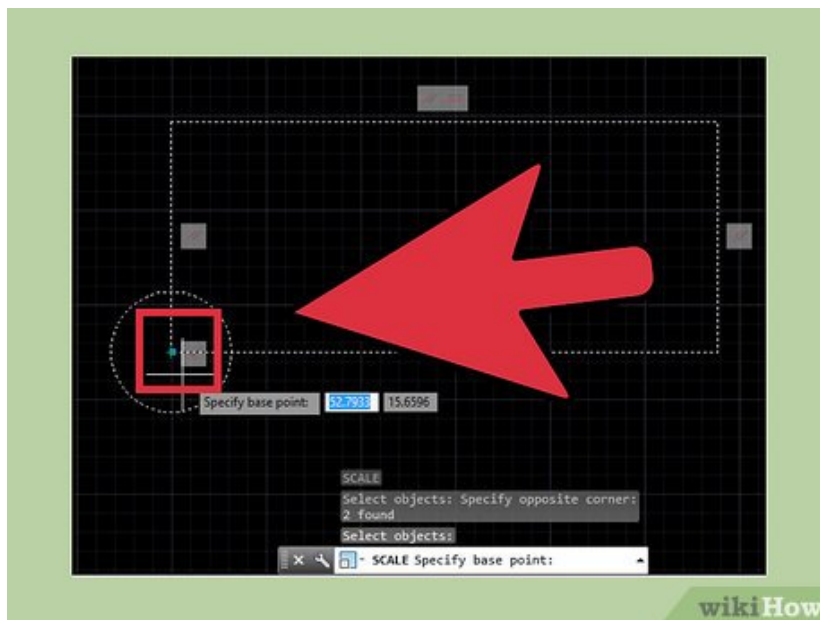 Specify base point: 52.7933 15.6596
SCALE
Select objects: Specify opposite corner:
2 found
Select objects:
SCALE Specify base point:
wikiHow